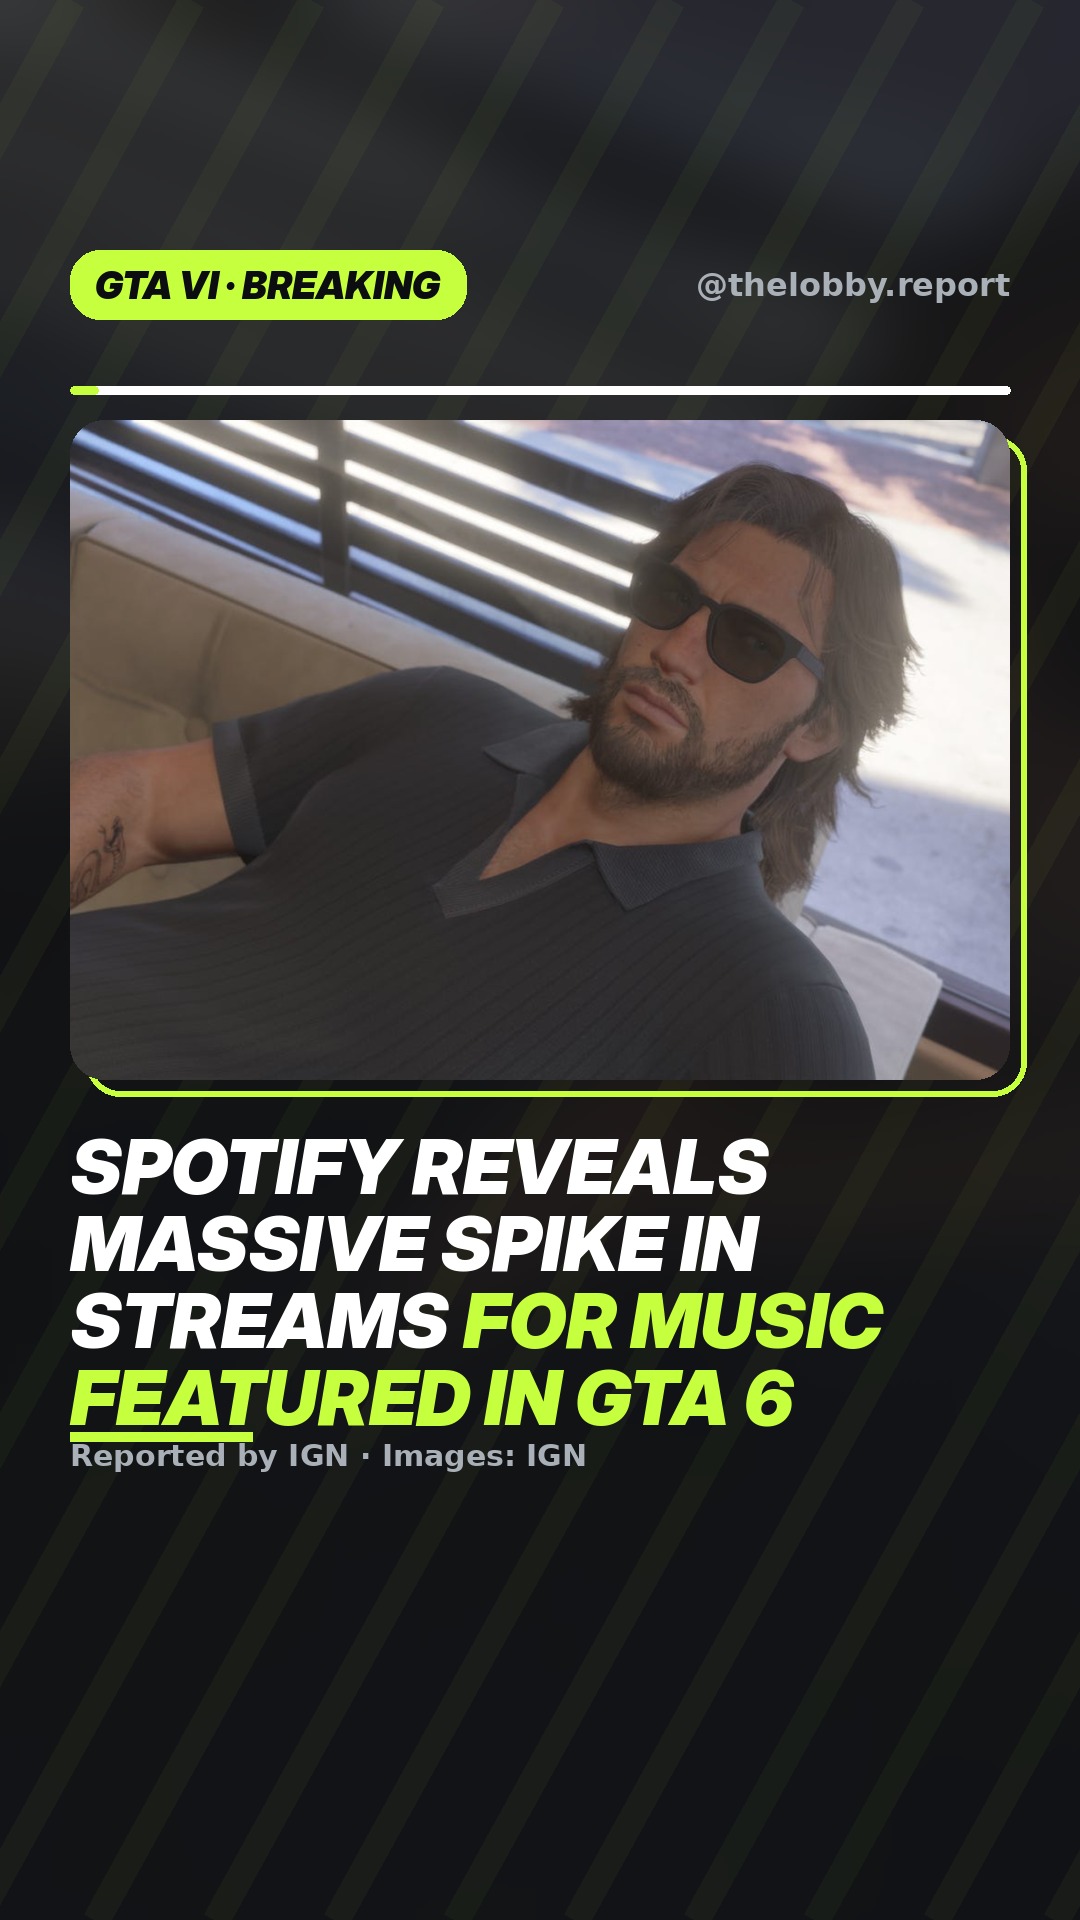 GTA VI · BREAKING
@thelobby.report
SPOTIFY REVEALS
MASSIVE SPIKE IN
STREAMS FOR MUSIC
FEATURED IN GTA 6
Reported by IGN · Images: IGN